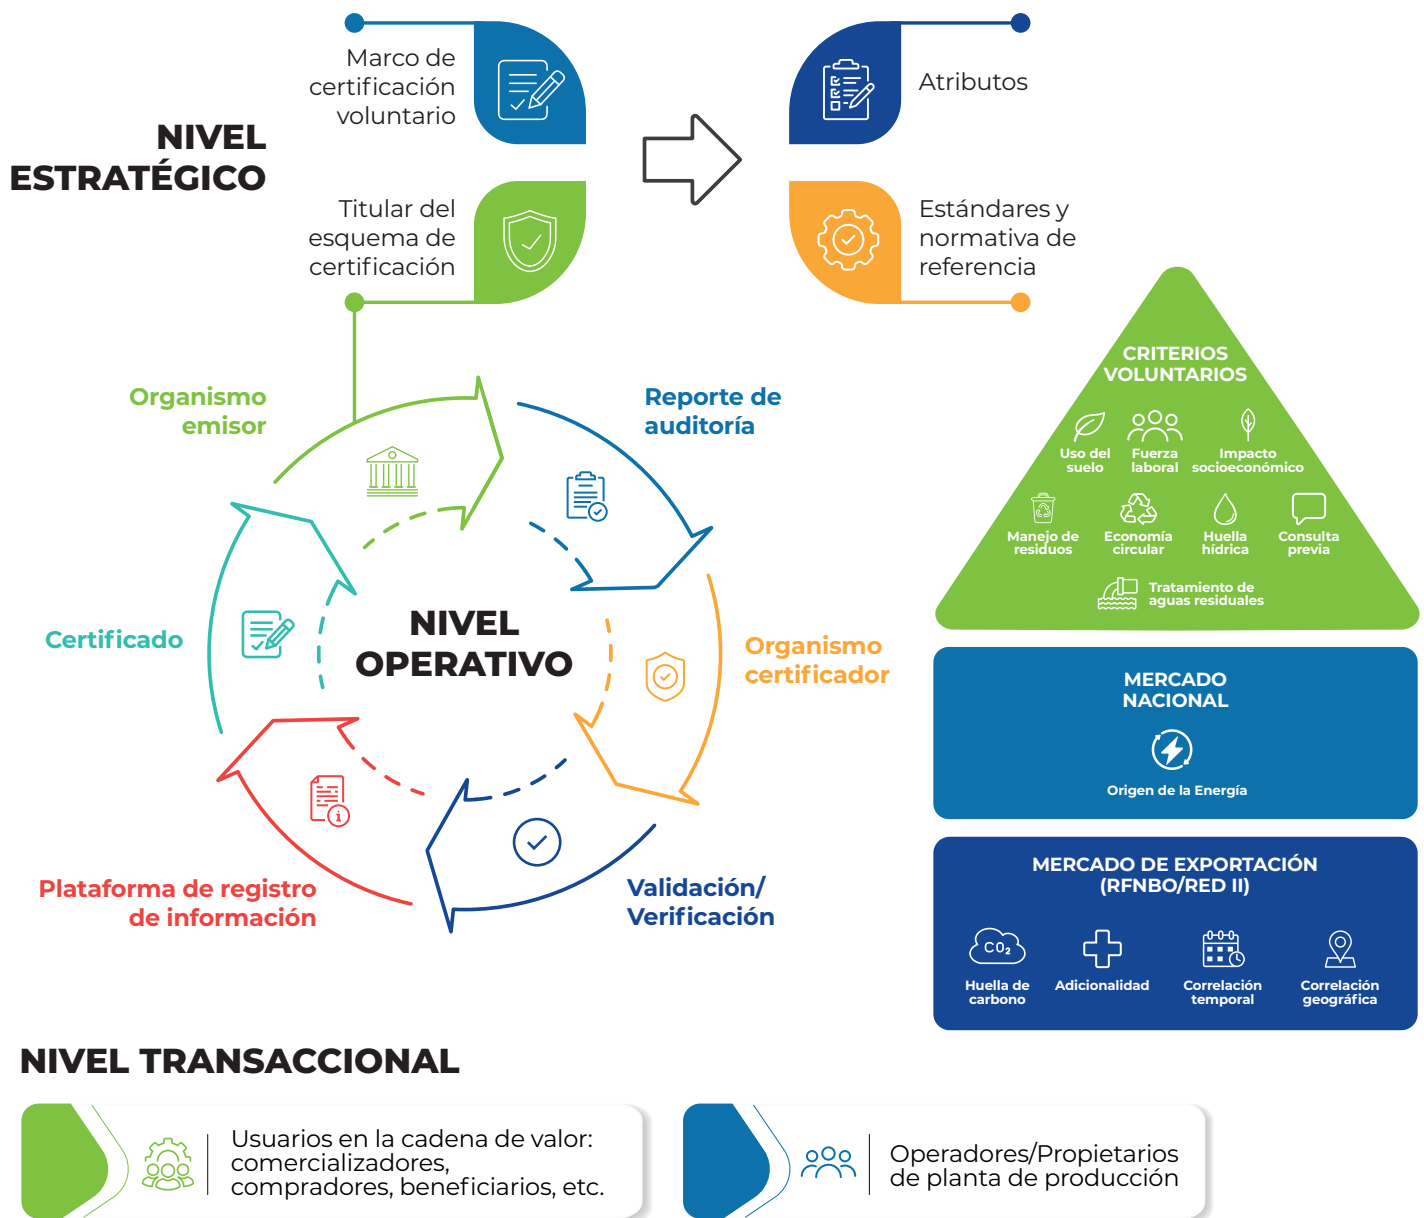 NIVEL
ESTRATÉGICO
Marco de
certificación
voluntario
Titular del
esquema de
certificación
Atributos
Estándares y
normativa de
referencia
Organismo
emisor
Reporte de
auditoría
Organismo
certificador
Validación/
Verificación
Plataforma de registro
de información
Certificado
NIVEL
OPERATIVO
CRITERIOS
VOLUNTARIOS
Uso del
suelo
Fuerza
laboral
Impacto
socioeconómico
Manejo de
residuos
Economía
circular
Huella
hídrica
Consulta
previa
Tratamiento de
aguas residuales
MERCADO
NACIONAL
Origen de la Energía
MERCADO DE EXPORTACIÓN
(RFNBO/RED II)
CO₂
Huella de
carbono
Adicionalidad
Correlación
temporal
Correlación
geográfica
NIVEL TRANSACCIONAL
Usuarios en la cadena de valor:
comercializadores,
compradores, beneficiarios, etc.
Operadores/Propietarios
de planta de producción